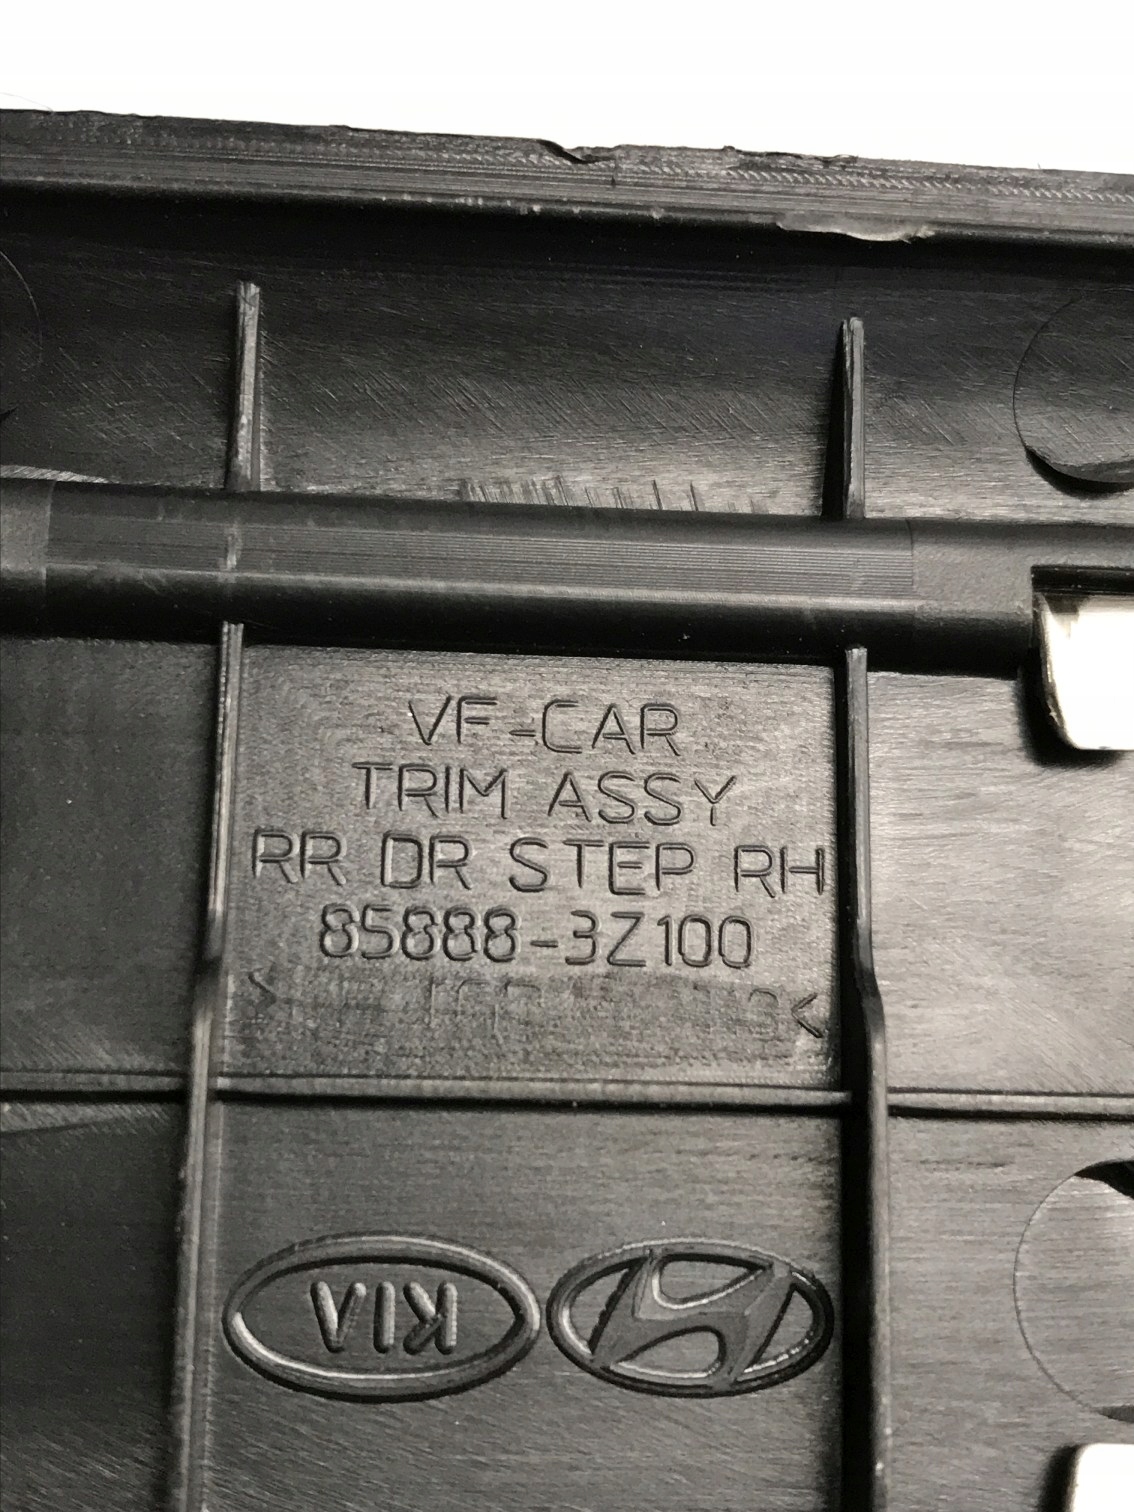 VF-CAR
TRIM ASSY
RR DR STEP RH
85888-3Z100
KIA